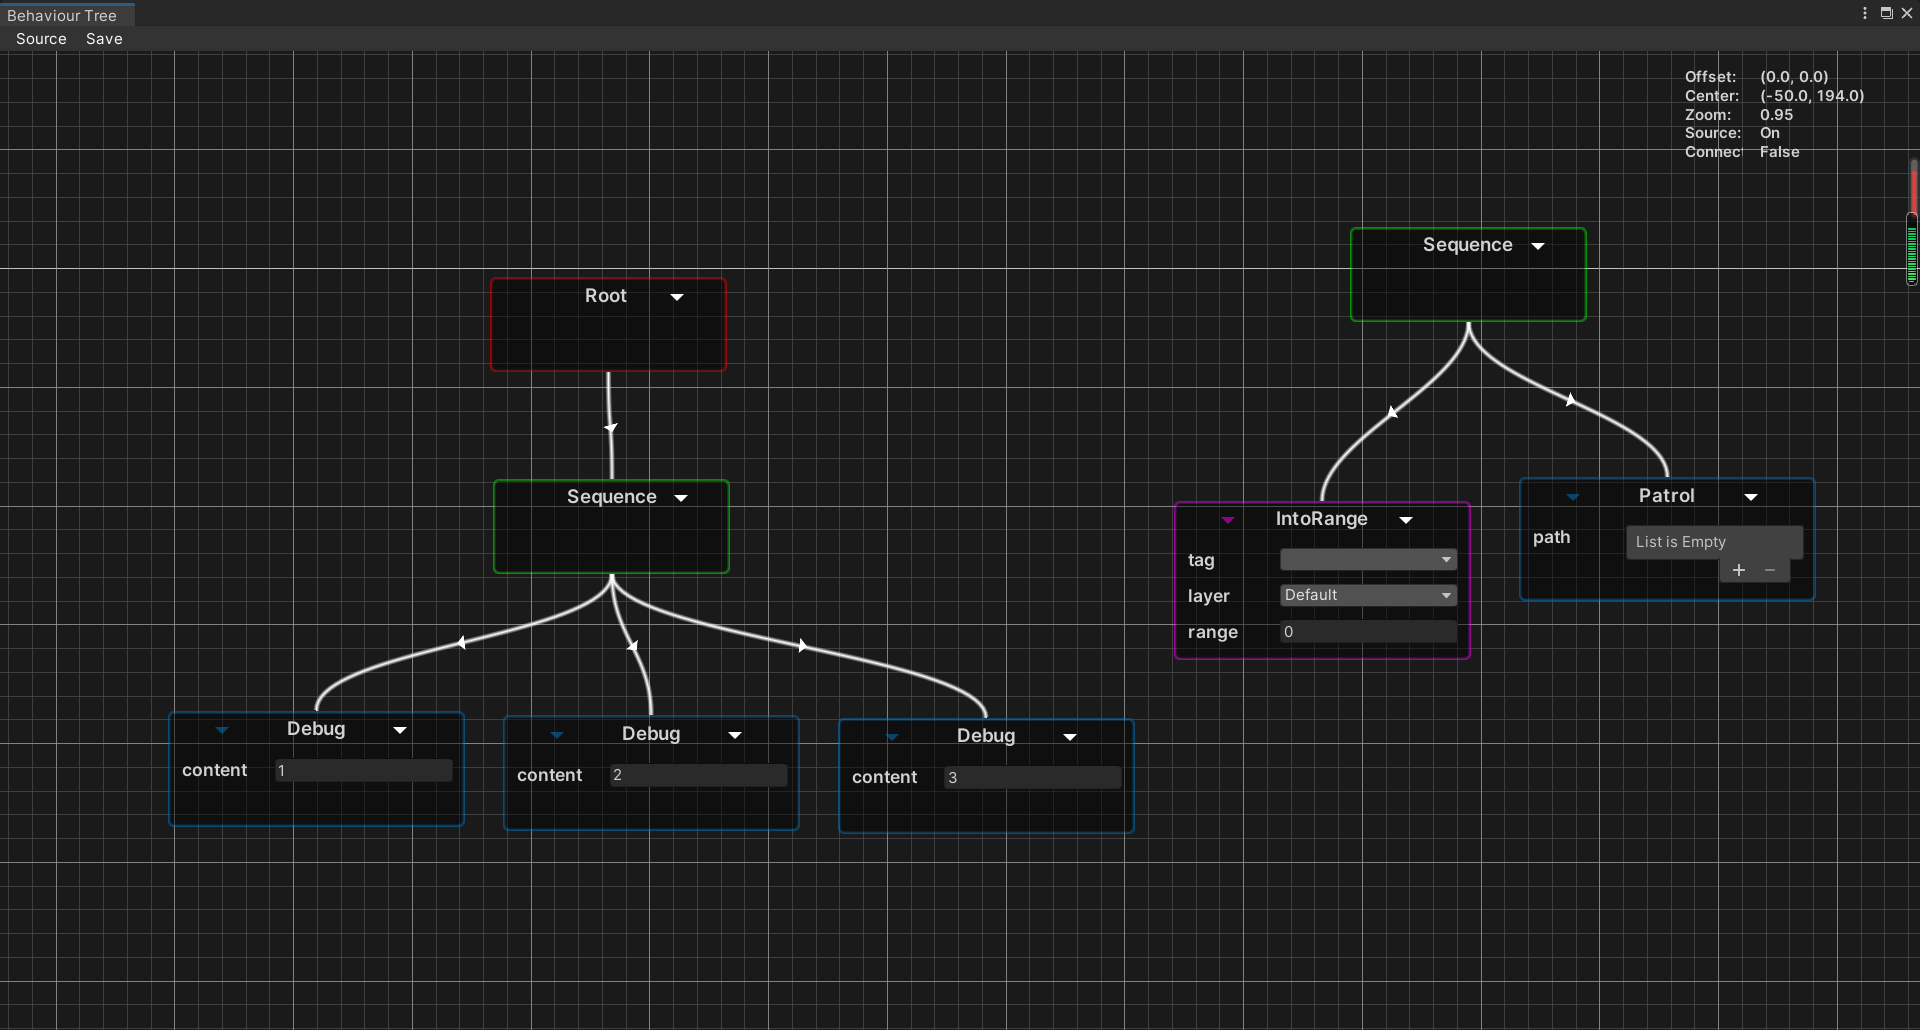 Behaviour Tree
Source Save
Offset: (0.0, 0.0)
Center: (-50.0, 194.0)
Zoom: 0.95
Source: On
Connec False
Sequence
Root
Sequence
IntoRange
tag
layer Default
range 0
Patrol
path List is Empty
+ −
Debug
content 1
Debug
content 2
Debug
content 3